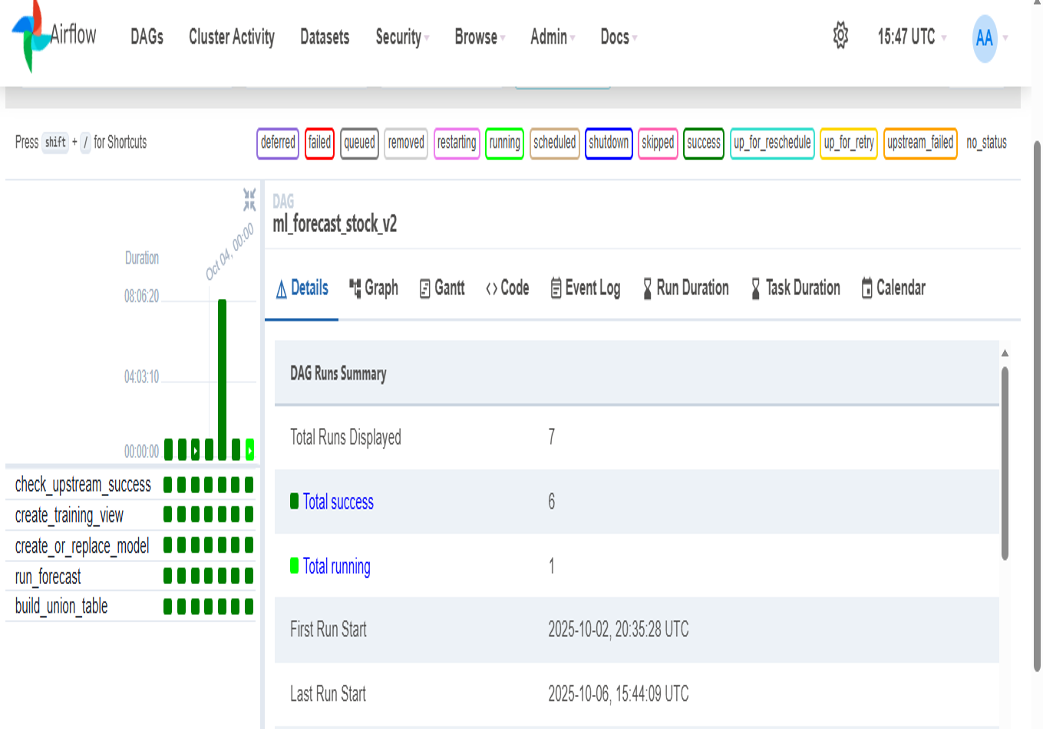 Airflow DAGs Cluster Activity Datasets Security Browse Admin Docs 15:47 UTC AA
Press shift + / for Shortcuts deferred failed queued removed restarting running scheduled shutdown skipped success up_for_reschedule up_for_retry upstream_failed no_status
DAG
ml_forecast_stock_v2
Oct 04, 00:00
Duration
08:06:20
04:03:10
00:00:00
check_upstream_success
create_training_view
create_or_replace_model
run_forecast
build_union_table
Details Graph Gantt Code Event Log Run Duration Task Duration Calendar
DAG Runs Summary
Total Runs Displayed 7
Total success 6
Total running 1
First Run Start 2025-10-02, 20:35:28 UTC
Last Run Start 2025-10-06, 15:44:09 UTC